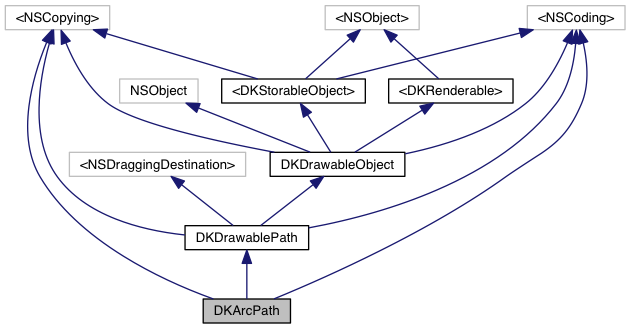 <NSCopying>
<NSObject>
<NSCoding>
NSObject
<DKStorableObject>
<DKRenderable>
<NSDraggingDestination>
DKDrawableObject
DKDrawablePath
DKArcPath